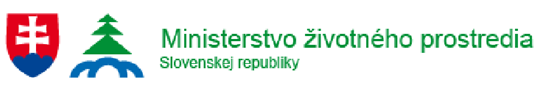 Ministerstvo životného prostredia
Slovenskej republiky